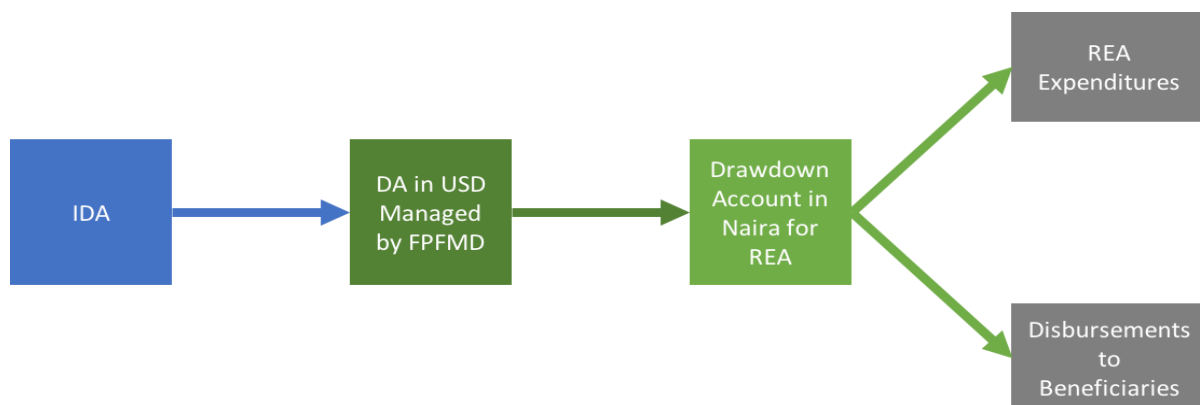 IDA
DA in USD
Managed
by FPFMD
Drawdown
Account in
Naira for
REA
REA
Expenditures
Disbursements
to
Beneficiaries